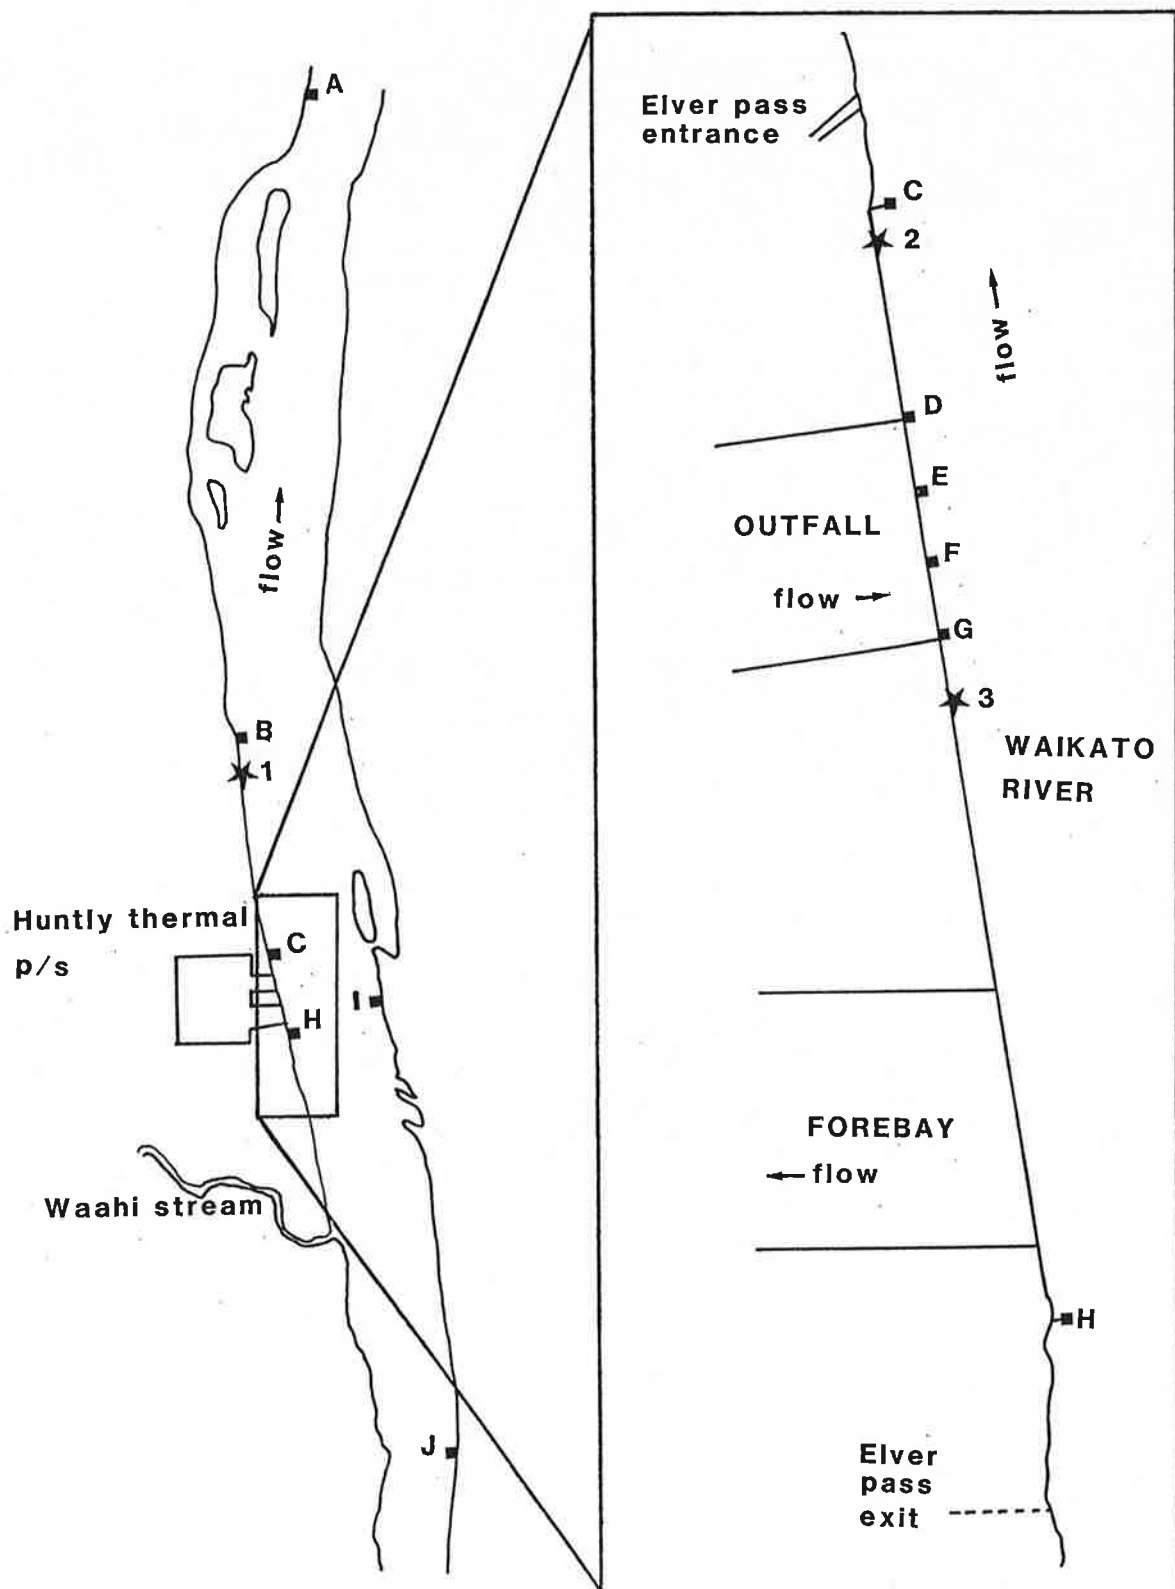 A
flow
B
1
Huntly thermal
p/s
C
I
H
Waahi stream
J
Elver pass
entrance
C
2
flow
D
E
OUTFALL
F
flow
G
3
WAIKATO
RIVER
FOREBAY
flow
H
Elver
pass
exit